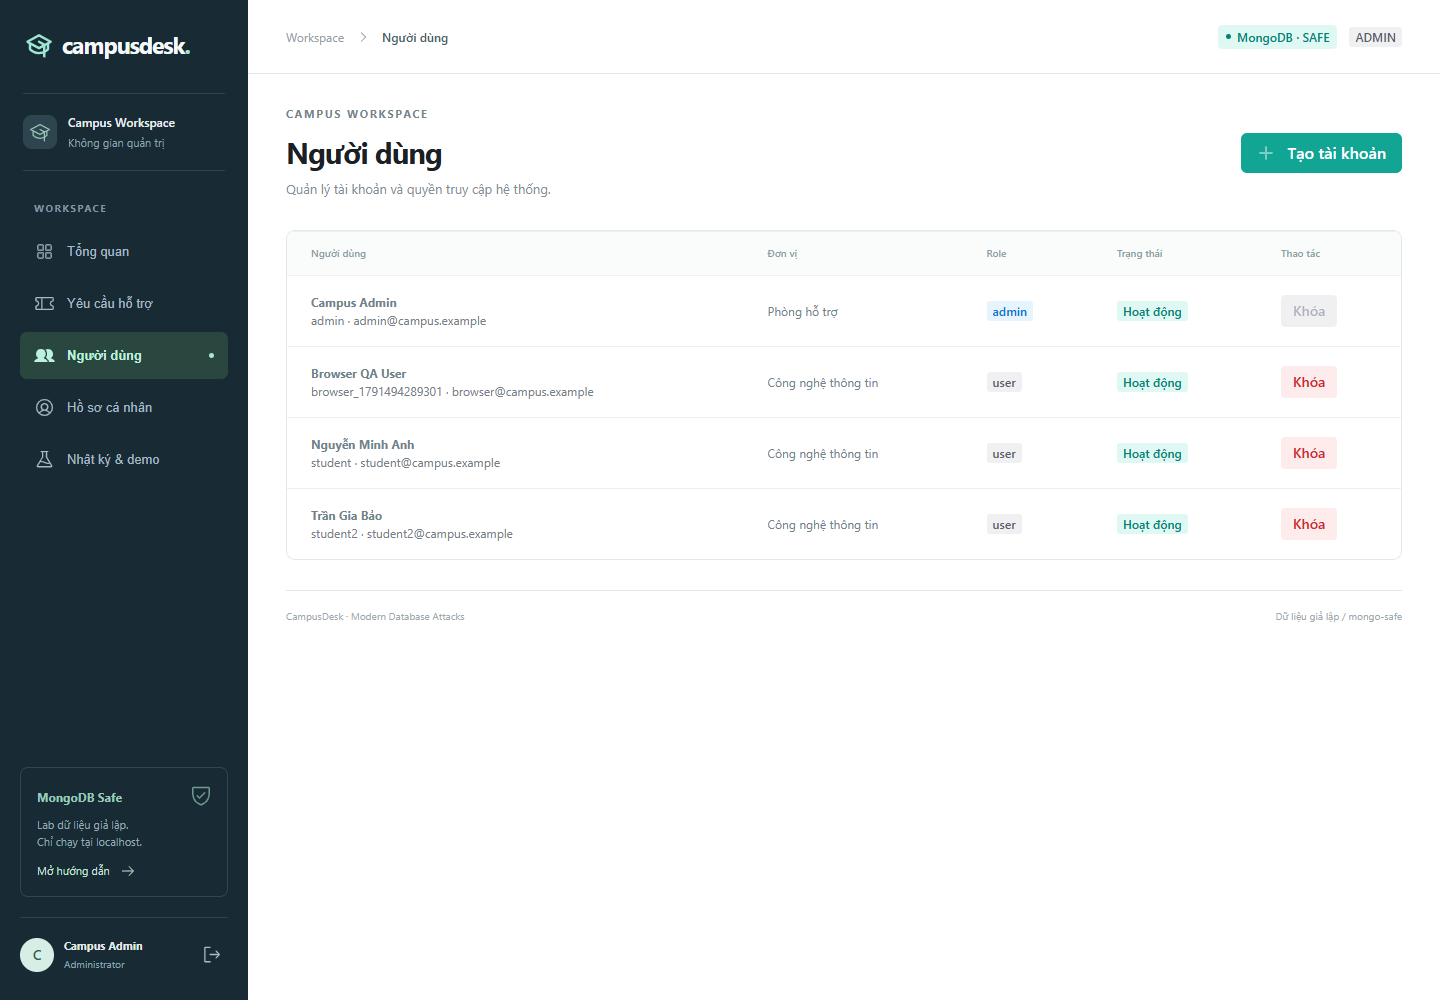 campusdesk.
Campus Workspace
Không gian quản trị
WORKSPACE
Tổng quan
Yêu cầu hỗ trợ
Người dùng
Hồ sơ cá nhân
Nhật ký & demo
MongoDB Safe
Lab dữ liệu giả lập.
Chỉ chạy tại localhost.
Mở hướng dẫn
C
Campus Admin
Administrator
Workspace > Người dùng
MongoDB · SAFE ADMIN
CAMPUS WORKSPACE
Người dùng
Quản lý tài khoản và quyền truy cập hệ thống.
+ Tạo tài khoản
Người dùng Đơn vị Role Trạng thái Thao tác
Campus Admin
admin · admin@campus.example
Phòng hỗ trợ admin Hoạt động Khóa
Browser QA User
browser_1791494289301 · browser@campus.example
Công nghệ thông tin user Hoạt động Khóa
Nguyễn Minh Anh
student · student@campus.example
Công nghệ thông tin user Hoạt động Khóa
Trần Gia Bảo
student2 · student2@campus.example
Công nghệ thông tin user Hoạt động Khóa
CampusDesk · Modern Database Attacks
Dữ liệu giả lập / mongo-safe